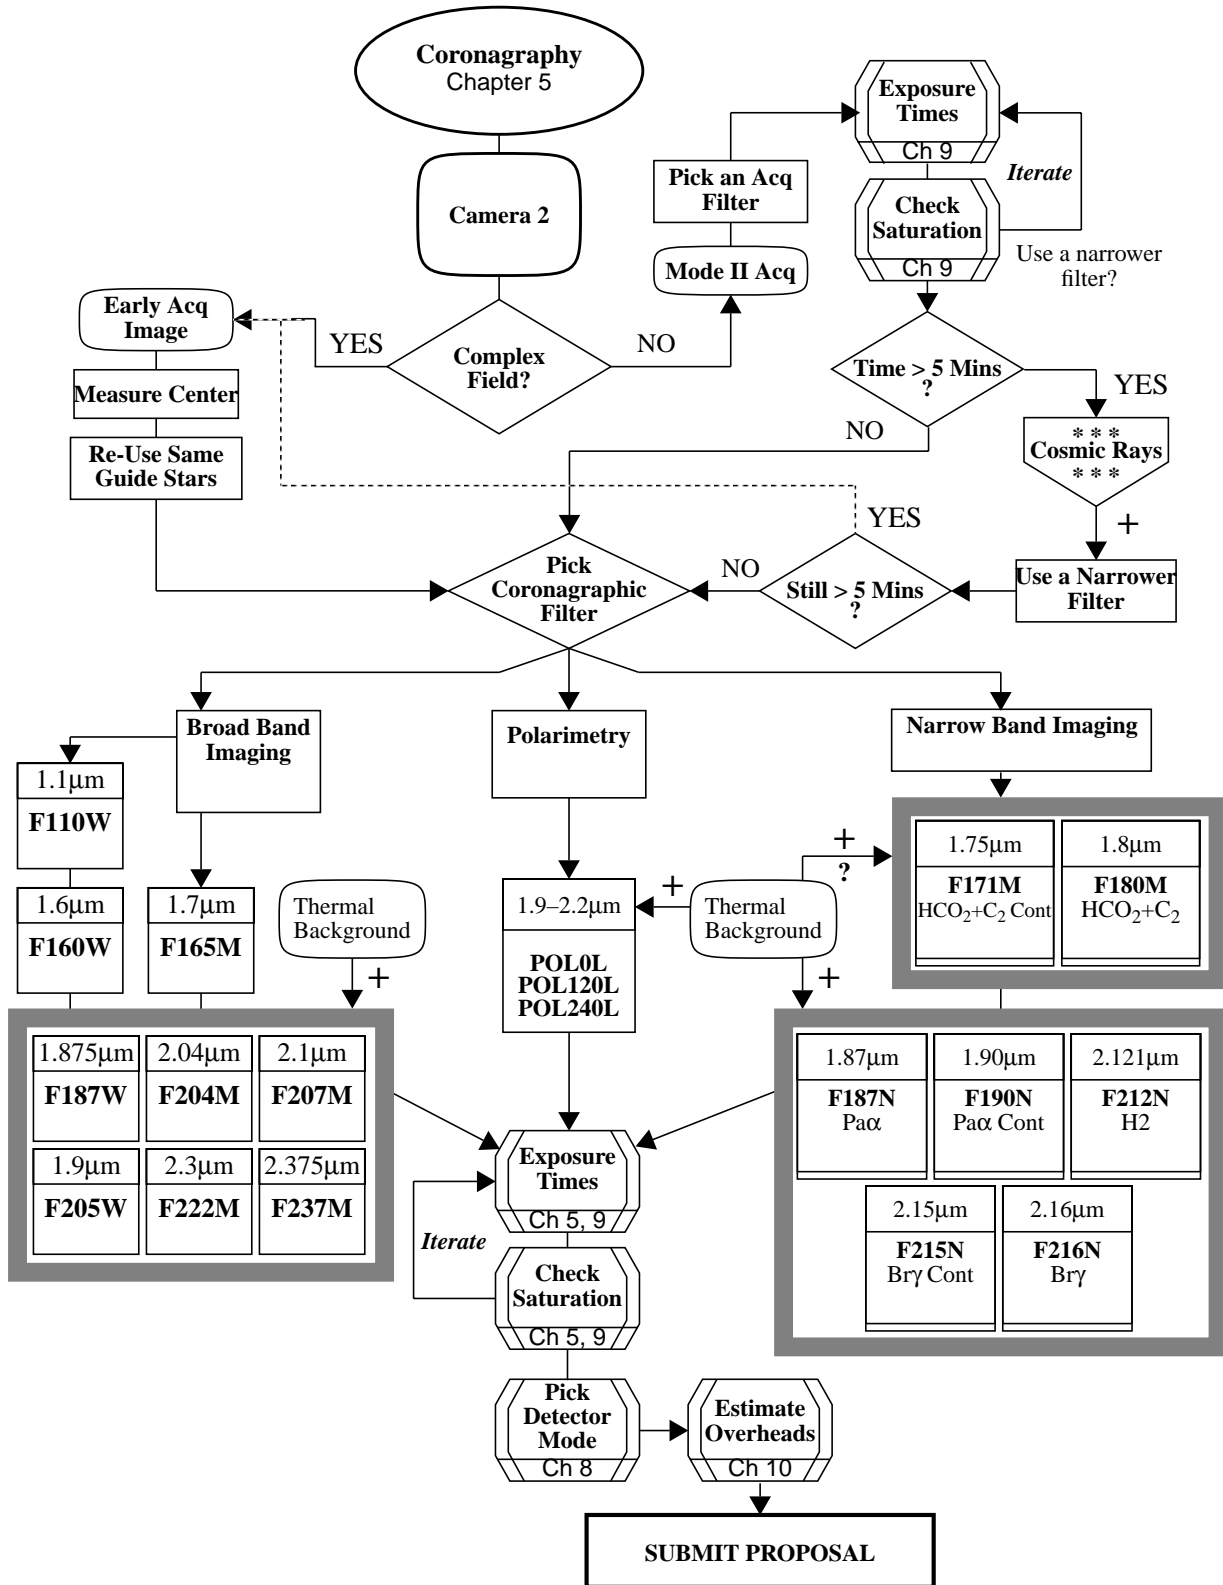 Coronagraphy
Chapter 5
Camera 2
Complex
Field?
YES
NO
Early Acq
Image
Measure Center
Re-Use Same
Guide Stars
Mode II Acq
Pick an Acq
Filter
Exposure
Times
Ch 9
Iterate
Check
Saturation
Ch 9
Use a narrower
filter?
Time > 5 Mins
?
YES
NO
* * *
Cosmic Rays
* * *
+
Use a Narrower
Filter
Still > 5 Mins
?
YES
NO
Pick
Coronagraphic
Filter
Broad Band
Imaging
Polarimetry
Narrow Band Imaging
1.1µm
F110W
1.6µm
F160W
1.7µm
F165M
Thermal
Background
+
1.9–2.2µm
POL0L
POL120L
POL240L
+
Thermal
Background
+
?
+
1.75µm
F171M
HCO2+C2 Cont
1.8µm
F180M
HCO2+C2
1.875µm
F187W
2.04µm
F204M
2.1µm
F207M
1.9µm
F205W
2.3µm
F222M
2.375µm
F237M
1.87µm
F187N
Paα
1.90µm
F190N
Paα Cont
2.121µm
F212N
H2
2.15µm
F215N
Brγ Cont
2.16µm
F216N
Brγ
Exposure
Times
Ch 5, 9
Iterate
Check
Saturation
Ch 5, 9
Pick
Detector
Mode
Ch 8
Estimate
Overheads
Ch 10
SUBMIT PROPOSAL